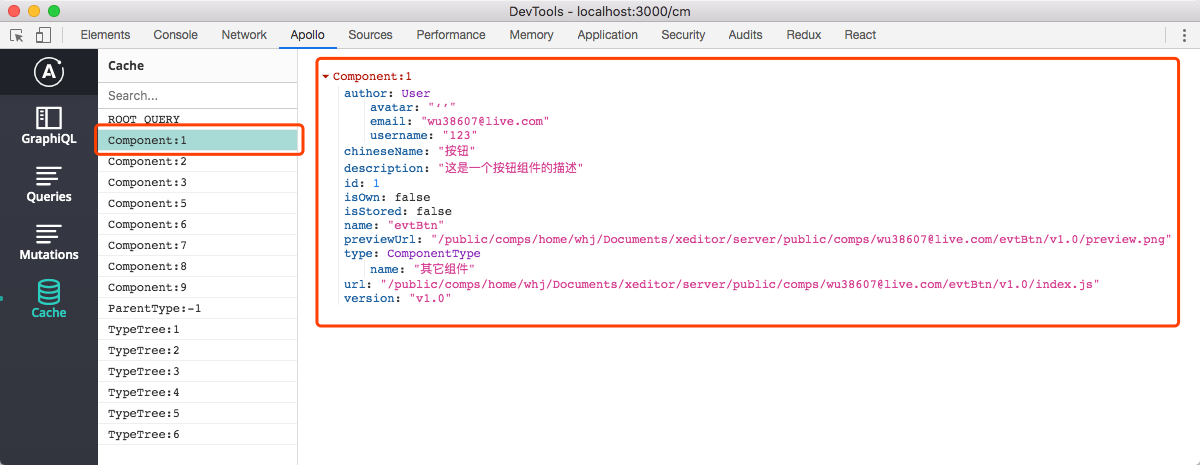 DevTools - localhost:3000/cm
Elements Console Network Apollo Sources Performance Memory Application Security Audits Redux React
GraphiQL
Queries
Mutations
Cache
Cache
Search...
ROOT_QUERY
Component:1
Component:2
Component:3
Component:5
Component:6
Component:7
Component:8
Component:9
ParentType:-1
TypeTree:1
TypeTree:2
TypeTree:3
TypeTree:4
TypeTree:5
TypeTree:6
Component:1
author: User
avatar: "‘’"
email: "wu38607@live.com"
username: "123"
chineseName: "按钮"
description: "这是一个按钮组件的描述"
id: 1
isOwn: false
isStored: false
name: "evtBtn"
previewUrl: "/public/comps/home/whj/Documents/xeditor/server/public/comps/wu38607@live.com/evtBtn/v1.0/preview.png"
type: ComponentType
name: "其它组件"
url: "/public/comps/home/whj/Documents/xeditor/server/public/comps/wu38607@live.com/evtBtn/v1.0/index.js"
version: "v1.0"